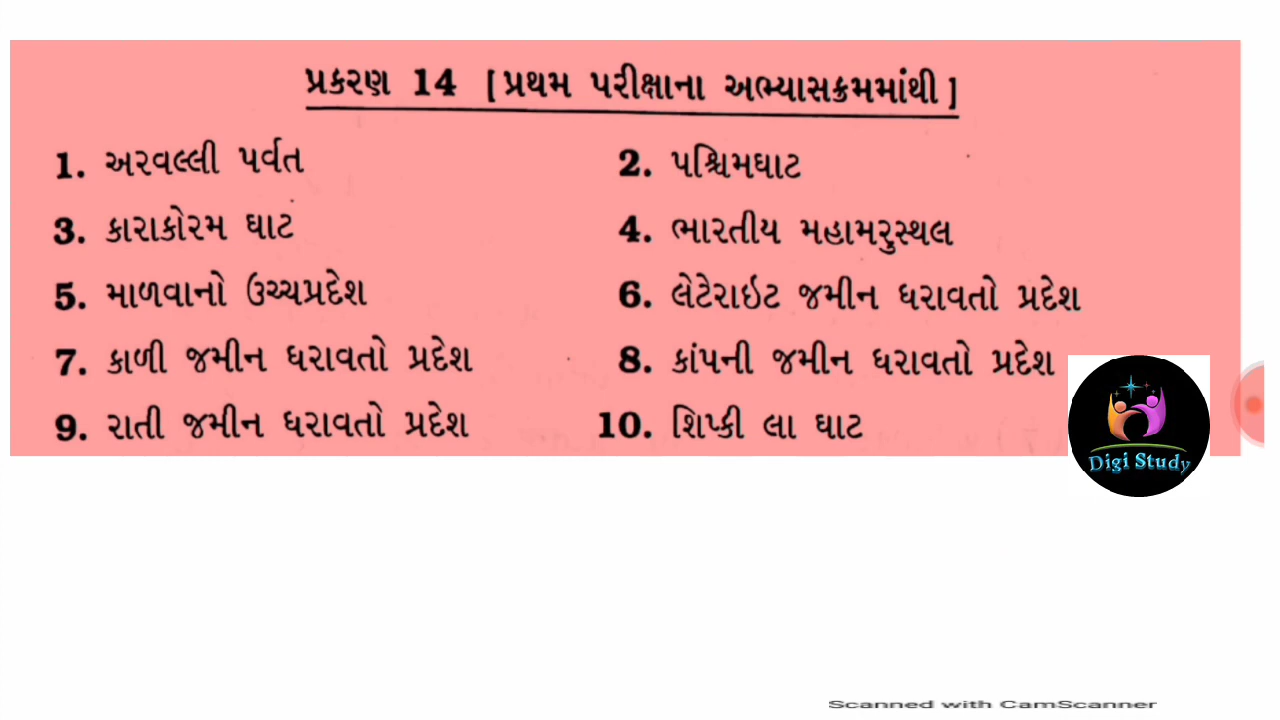 પ્રકરણ 14 [ પ્રથમ પરીક્ષાના અભ્યાસક્રમમાંથી ]
1. અરવલ્લી પર્વત 2. પશ્ચિમઘાટ
3. કારાકોરમ ઘાટ 4. ભારતીય મહામરુસ્થલ
5. માળવાનો ઉચ્ચપ્રદેશ 6. લેટેરાઇટ જમીન ધરાવતો પ્રદેશ
7. કાળી જમીન ધરાવતો પ્રદેશ 8. કાંપની જમીન ધરાવતો પ્રદેશ
9. રાતી જમીન ધરાવતો પ્રદેશ 10. શિપ્કી લા ઘાટ
Digi Study
Scanned with CamScanner